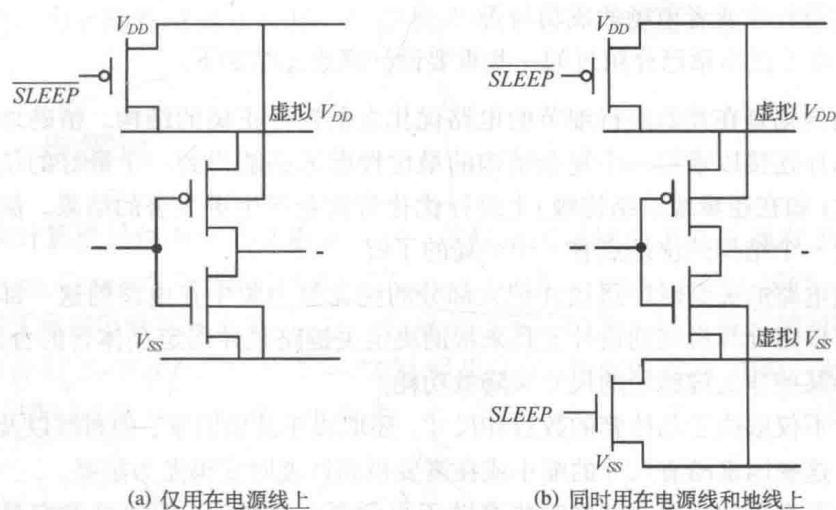 V_DD
S̅L̅E̅E̅P̅
虚拟 V_DD
V_SS
(a) 仅用在电源线上
V_DD
SLEEP
虚拟 V_DD
虚拟 V_SS
SLEEP
V_SS
(b) 同时用在电源线和地线上